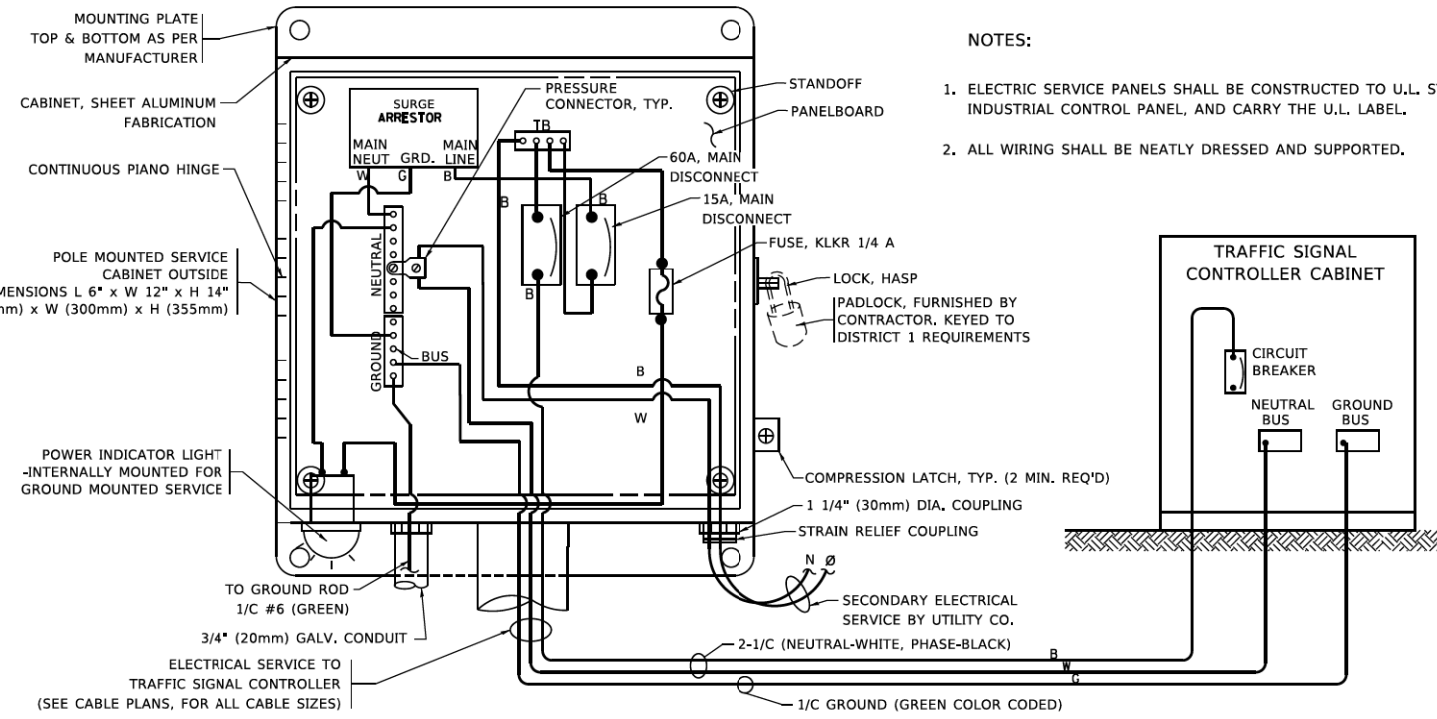 MOUNTING PLATE
TOP & BOTTOM AS PER
MANUFACTURER
CABINET, SHEET ALUMINUM
FABRICATION
CONTINUOUS PIANO HINGE
POLE MOUNTED SERVICE
CABINET OUTSIDE
MENSIONS L 6" x W 12" x H 14"
mm) x W (300mm) x H (355mm)
POWER INDICATOR LIGHT
-INTERNALLY MOUNTED FOR
GROUND MOUNTED SERVICE
TO GROUND ROD
1/C #6 (GREEN)
3/4" (20mm) GALV. CONDUIT
ELECTRICAL SERVICE TO
TRAFFIC SIGNAL CONTROLLER
(SEE CABLE PLANS, FOR ALL CABLE SIZES)
SURGE
ARRESTOR
MAIN
NEUT
GRD.
MAIN
LINE
W
G
B
PRESSURE
CONNECTOR, TYP.
TB
STANDOFF
PANELBOARD
60A, MAIN
DISCONNECT
15A, MAIN
DISCONNECT
B
B
B
FUSE, KLKR 1/4 A
LOCK, HASP
PADLOCK, FURNISHED BY
CONTRACTOR. KEYED TO
DISTRICT 1 REQUIREMENTS
NEUTRAL
GROUND
BUS
B
W
COMPRESSION LATCH, TYP. (2 MIN. REQ'D)
1 1/4" (30mm) DIA. COUPLING
STRAIN RELIEF COUPLING
N Ø
SECONDARY ELECTRICAL
SERVICE BY UTILITY CO.
2-1/C (NEUTRAL-WHITE, PHASE-BLACK)
B
W
G
1/C GROUND (GREEN COLOR CODED)
NOTES:
1. ELECTRIC SERVICE PANELS SHALL BE CONSTRUCTED TO U.L.
INDUSTRIAL CONTROL PANEL, AND CARRY THE U.L. LABEL.
2. ALL WIRING SHALL BE NEATLY DRESSED AND SUPPORTED.
TRAFFIC SIGNAL
CONTROLLER CABINET
CIRCUIT
BREAKER
NEUTRAL
BUS
GROUND
BUS